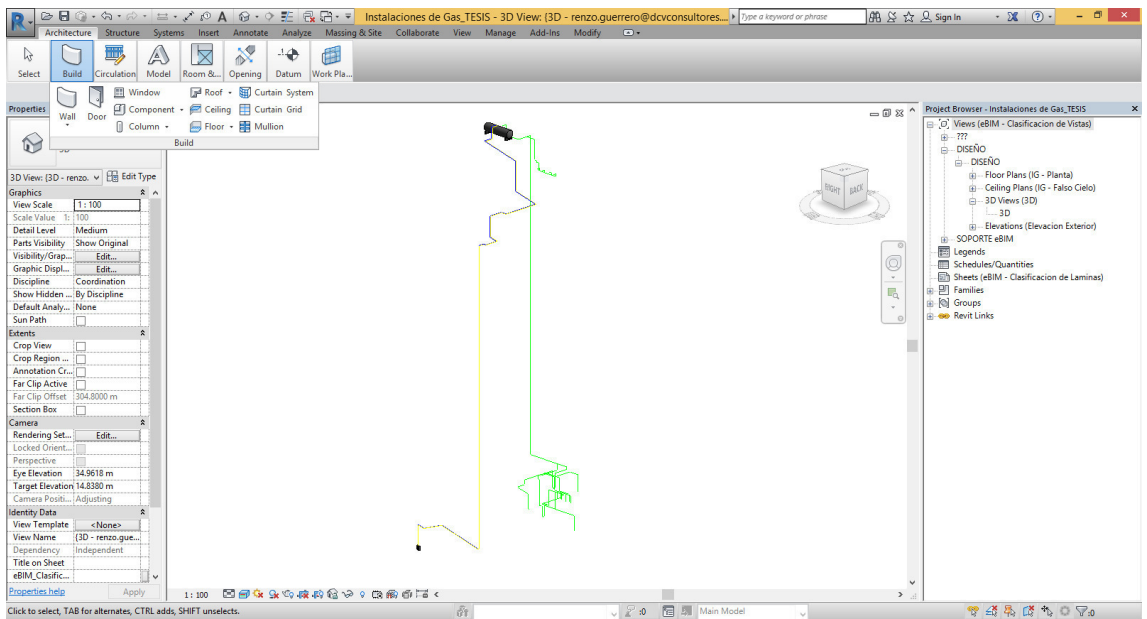 Instalaciones de Gas_TESIS - 3D View: {3D - renzo.guerrero@dcvconsultores....
Type a keyword or phrase
Sign In
Architecture Structure Systems Insert Annotate Analyze Massing & Site Collaborate View Manage Add-Ins Modify
Select Build Circulation Model Room &... Opening Datum Work Pla...
Wall Door
Window Roof Curtain System
Component Ceiling Curtain Grid
Column Floor Mullion
Build
Properties
3D View: {3D - renzo. Edit Type
Graphics
View Scale 1 : 100
Scale Value 1: 100
Detail Level Medium
Parts Visibility Show Original
Visibility/Grap... Edit...
Graphic Displ... Edit...
Discipline Coordination
Show Hidden ... By Discipline
Default Analy... None
Sun Path
Extents
Crop View
Crop Region ...
Annotation Cr...
Far Clip Active
Far Clip Offset 304.8000 m
Section Box
Camera
Rendering Set... Edit...
Locked Orient...
Perspective
Eye Elevation 34.9618 m
Target Elevation 14.8380 m
Camera Positi... Adjusting
Identity Data
View Template <None>
View Name {3D - renzo.gue...
Dependency Independent
Title on Sheet
eBIM_Clasific...
Properties help Apply
RIGHT BACK
Project Browser - Instalaciones de Gas_TESIS
Views (eBIM - Clasificacion de Vistas)
???
DISEÑO
DISEÑO
Floor Plans (IG - Planta)
Ceiling Plans (IG - Falso Cielo)
3D Views (3D)
3D
Elevations (Elevacion Exterior)
SOPORTE eBIM
Legends
Schedules/Quantities
Sheets (eBIM - Clasificacion de Laminas)
Families
Groups
Revit Links
1 : 100
Click to select, TAB for alternates, CTRL adds, SHIFT unselects.
:0
Main Model
:0